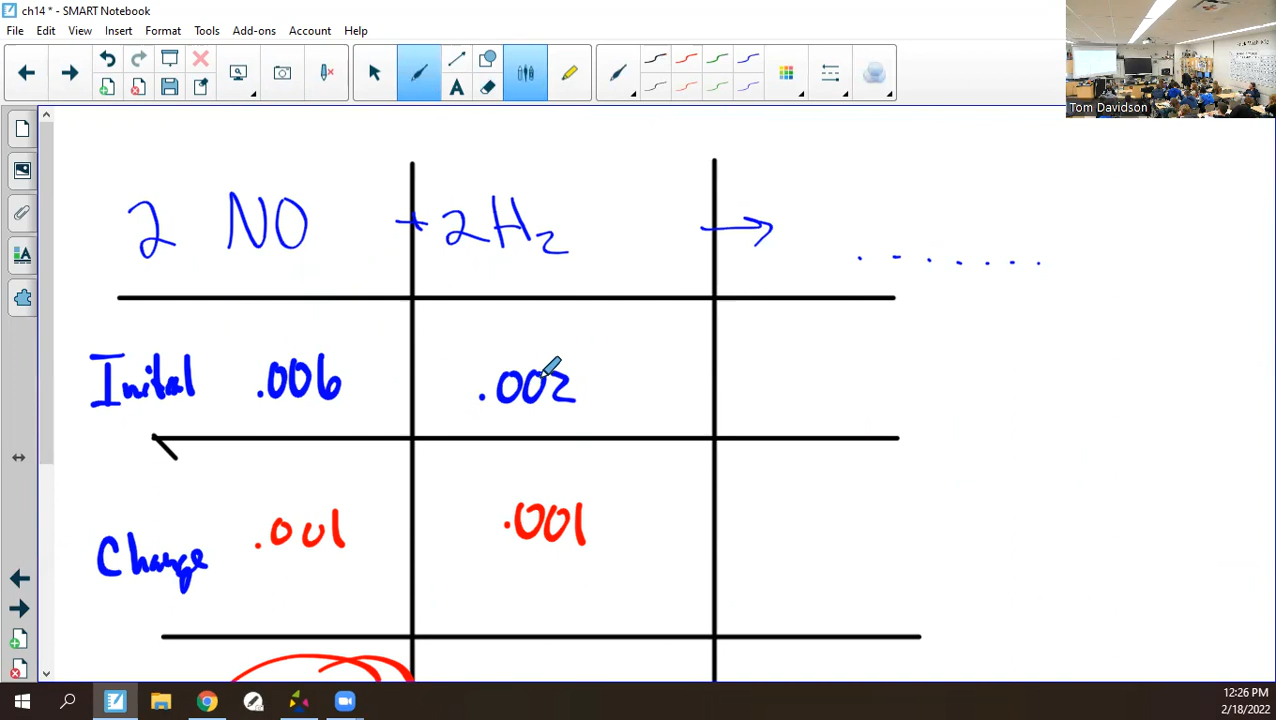 ch14 * - SMART Notebook
File Edit View Insert Format Tools Add-ons Account Help
Tom Davidson
2 NO + 2H2 → .......
Initial .006 .002
Change .001 .001
12:26 PM
2/18/2022